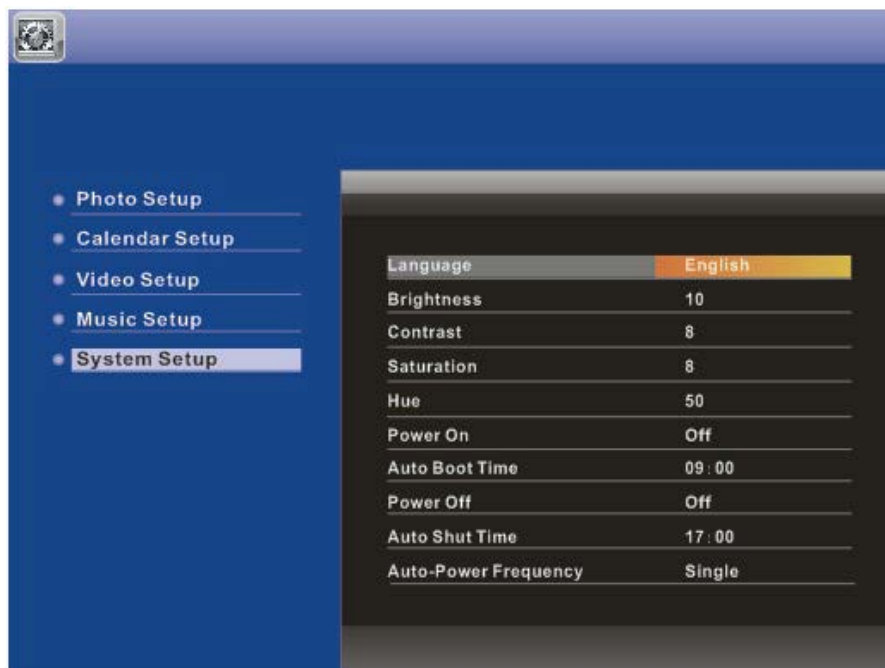 Photo Setup
Calendar Setup
Video Setup
Music Setup
System Setup
Language English
Brightness 10
Contrast 8
Saturation 8
Hue 50
Power On Off
Auto Boot Time 09:00
Power Off Off
Auto Shut Time 17:00
Auto-Power Frequency Single